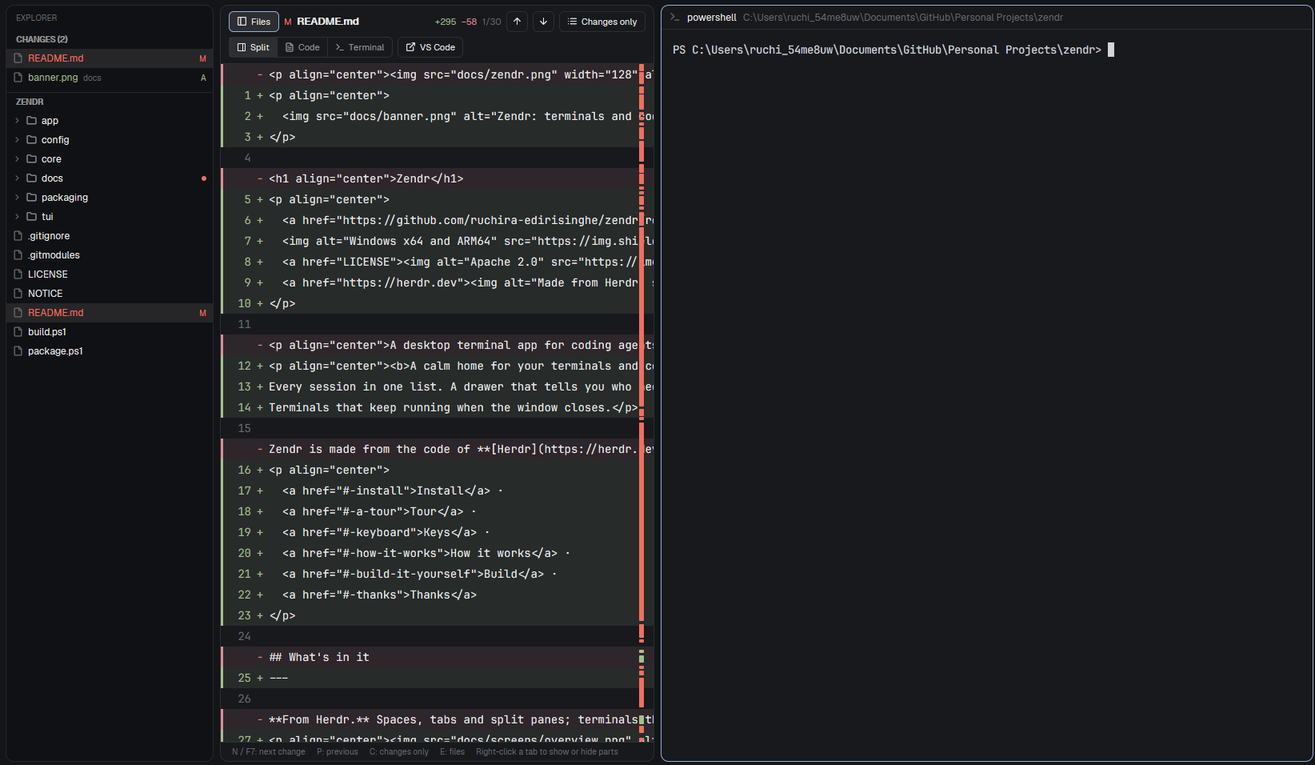 EXPLORER
CHANGES (2)
README.md M
banner.png docs A
ZENDR
app
config
core
docs
packaging
tui
.gitignore
.gitmodules
LICENSE
NOTICE
README.md M
build.ps1
package.ps1
Files M README.md +295 −58 1/30 ↑ ↓ Changes only
Split Code Terminal VS Code
- <p align="center"><img src="docs/zendr.png" width="128" al
1 + <p align="center">
2 + <img src="docs/banner.png" alt="Zendr: terminals and
3 + </p>
4
- <h1 align="center">Zendr</h1>
5 + <p align="center">
6 + <a href="https://github.com/ruchira-edirisinghe/zendr
7 + <img alt="Windows x64 and ARM64" src="https://img.shi
8 + <a href="LICENSE"><img alt="Apache 2.0" src="https://
9 + <a href="https://herdr.dev"><img alt="Made from Herdr
10 + </p>
11
- <p align="center">A desktop terminal app for coding age
12 + <p align="center"><b>A calm home for your terminals and
13 + Every session in one list. A drawer that tells you who
14 + Terminals that keep running when the window closes.</p>
15
- Zendr is made from the code of **[Herdr](https://herdr.
16 + <p align="center">
17 + <a href="#-install">Install</a> ·
18 + <a href="#-a-tour">Tour</a> ·
19 + <a href="#-keyboard">Keys</a> ·
20 + <a href="#-how-it-works">How it works</a> ·
21 + <a href="#-build-it-yourself">Build</a> ·
22 + <a href="#-thanks">Thanks</a>
23 + </p>
24
- ## What's in it
25 + ---
26
- **From Herdr.** Spaces, tabs and split panes; terminals
27 + <p align="center"><img src="docs/screens/overview.png"
N / F7: next change P: previous C: changes only E: files Right-click a tab to show or hide parts
powershell C:\Users\ruchi_54me8uw\Documents\GitHub\Personal Projects\zendr
PS C:\Users\ruchi_54me8uw\Documents\GitHub\Personal Projects\zendr>